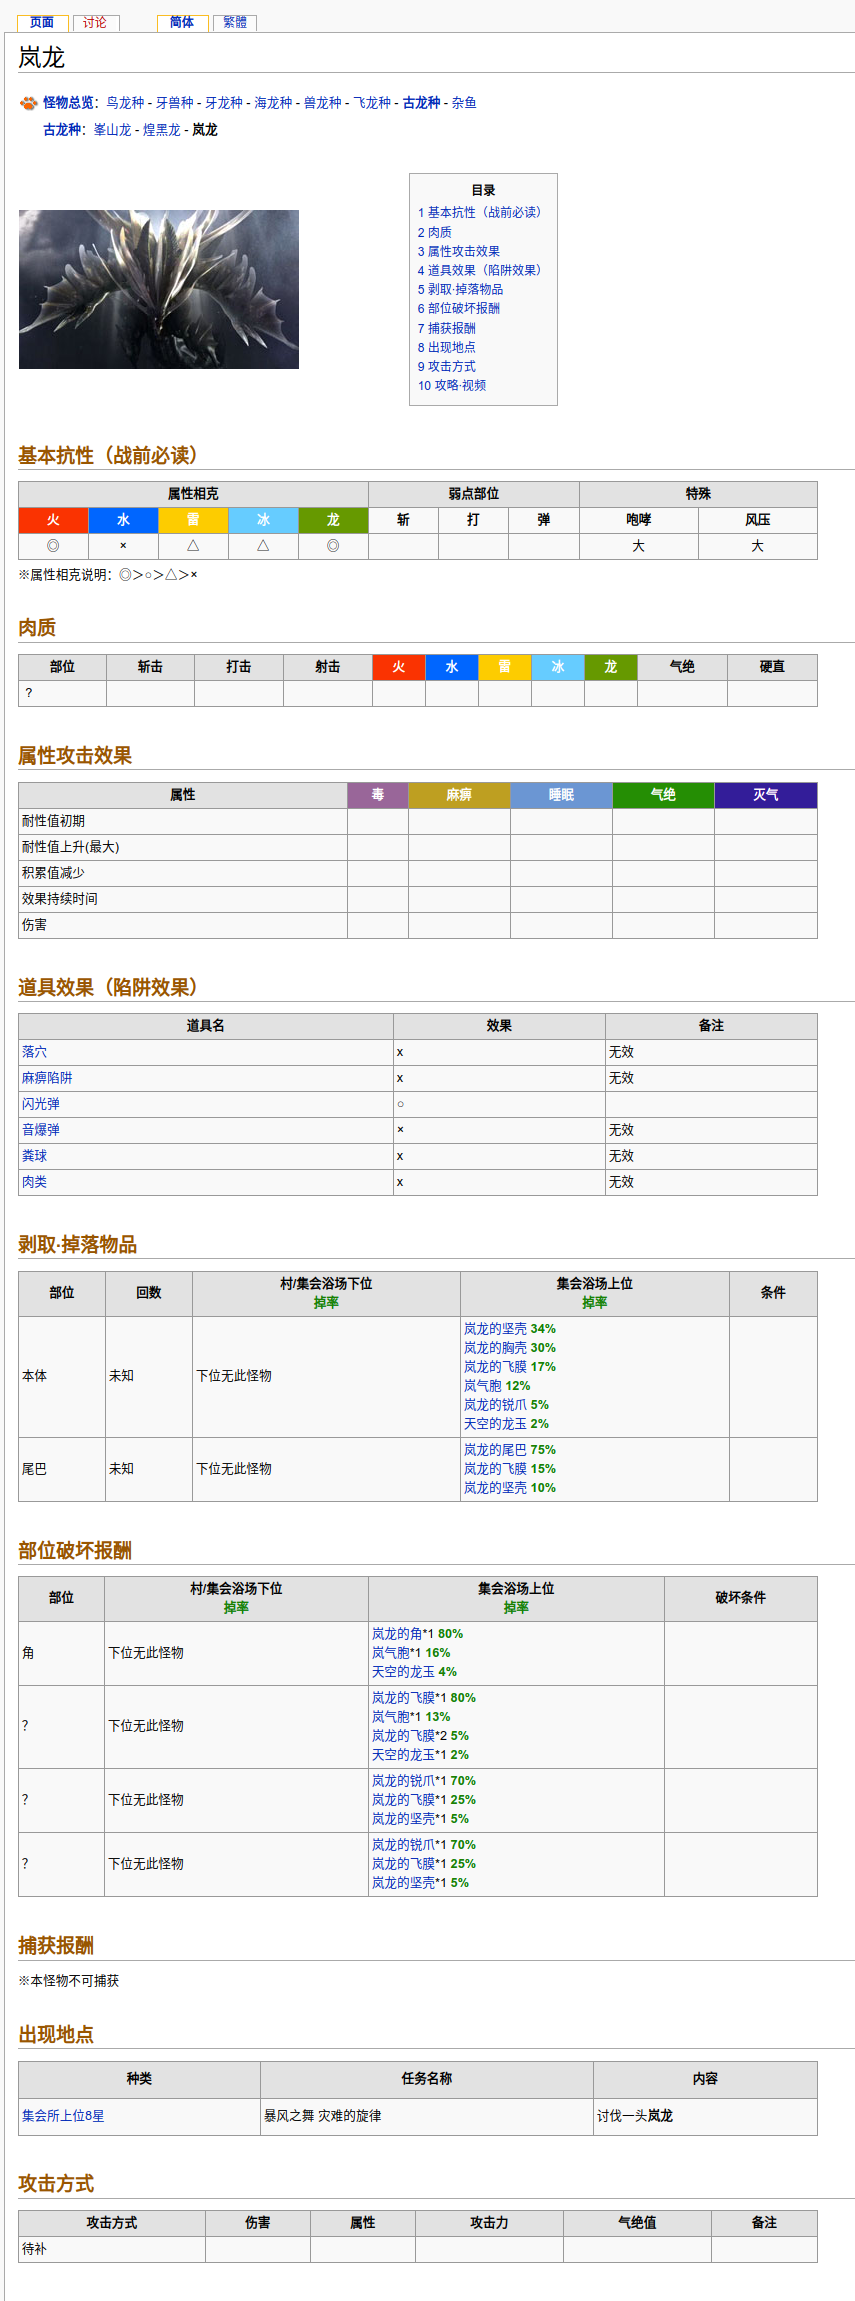 页面 讨论 简体 繁體
岚龙
怪物总览：鸟龙种 - 牙兽种 - 牙龙种 - 海龙种 - 兽龙种 - 飞龙种 - 古龙种 - 杂鱼
古龙种：峯山龙 - 煌黑龙 - 岚龙
目录
1 基本抗性（战前必读）
2 肉质
3 属性攻击效果
4 道具效果（陷阱效果）
5 剥取·掉落物品
6 部位破坏报酬
7 捕获报酬
8 出现地点
9 攻击方式
10 攻略·视频
基本抗性（战前必读）
属性相克 弱点部位 特殊
火 水 雷 冰 龙 斩 打 弹 咆哮 风压
◎ × △ △ ◎ 大 大
※属性相克说明：◎＞○＞△＞×
肉质
部位 斩击 打击 射击 火 水 雷 冰 龙 气绝 硬直
？
属性攻击效果
属性 毒 麻痹 睡眠 气绝 灭气
耐性值初期
耐性值上升(最大)
积累值减少
效果持续时间
伤害
道具效果（陷阱效果）
道具名 效果 备注
落穴 x 无效
麻痹陷阱 x 无效
闪光弹 ○
音爆弹 × 无效
粪球 x 无效
肉类 x 无效
剥取·掉落物品
部位 回数 村/集会浴场下位 集会浴场上位 条件
掉率 掉率
本体 未知 下位无此怪物
岚龙的坚壳 34%
岚龙的胸壳 30%
岚龙的飞膜 17%
岚气胞 12%
岚龙的锐爪 5%
天空的龙玉 2%
尾巴 未知 下位无此怪物
岚龙的尾巴 75%
岚龙的飞膜 15%
岚龙的坚壳 10%
部位破坏报酬
部位 村/集会浴场下位 集会浴场上位 破坏条件
掉率 掉率
角 下位无此怪物
岚龙的角*1 80%
岚气胞*1 16%
天空的龙玉 4%
？ 下位无此怪物
岚龙的飞膜*1 80%
岚气胞*1 13%
岚龙的飞膜*2 5%
天空的龙玉*1 2%
？ 下位无此怪物
岚龙的锐爪*1 70%
岚龙的飞膜*1 25%
岚龙的坚壳*1 5%
？ 下位无此怪物
岚龙的锐爪*1 70%
岚龙的飞膜*1 25%
岚龙的坚壳*1 5%
捕获报酬
※本怪物不可捕获
出现地点
种类 任务名称 内容
集会所上位8星 暴风之舞 灾难的旋律 讨伐一头岚龙
攻击方式
攻击方式 伤害 属性 攻击力 气绝值 备注
待补